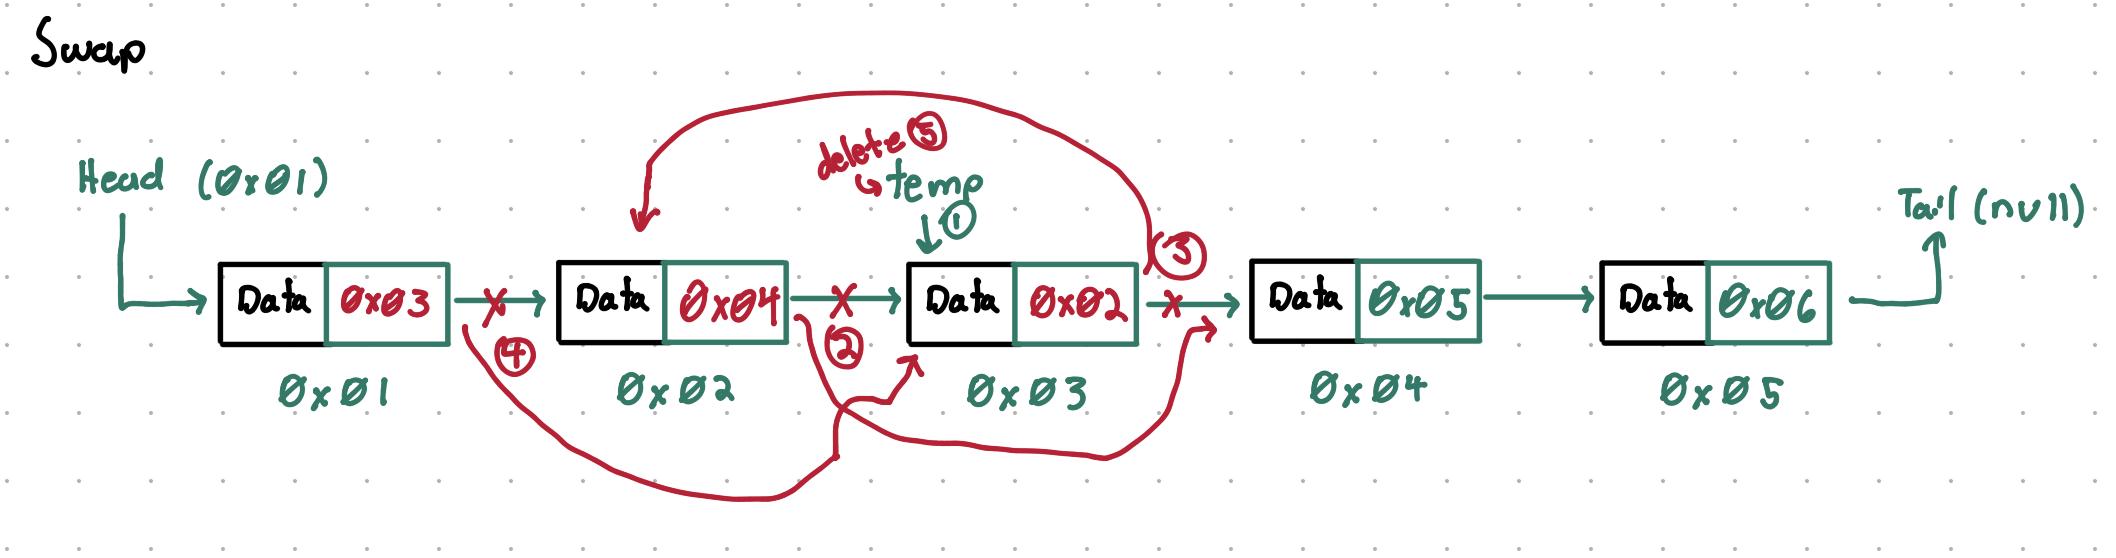 Swap
delete ⑤
Head (0x01)
temp
Tail (null)
①
③
Data 0x03
Data 0x04
Data 0x02
Data 0x05
Data 0x06
④
②
0x01
0x02
0x03
0x04
0x05